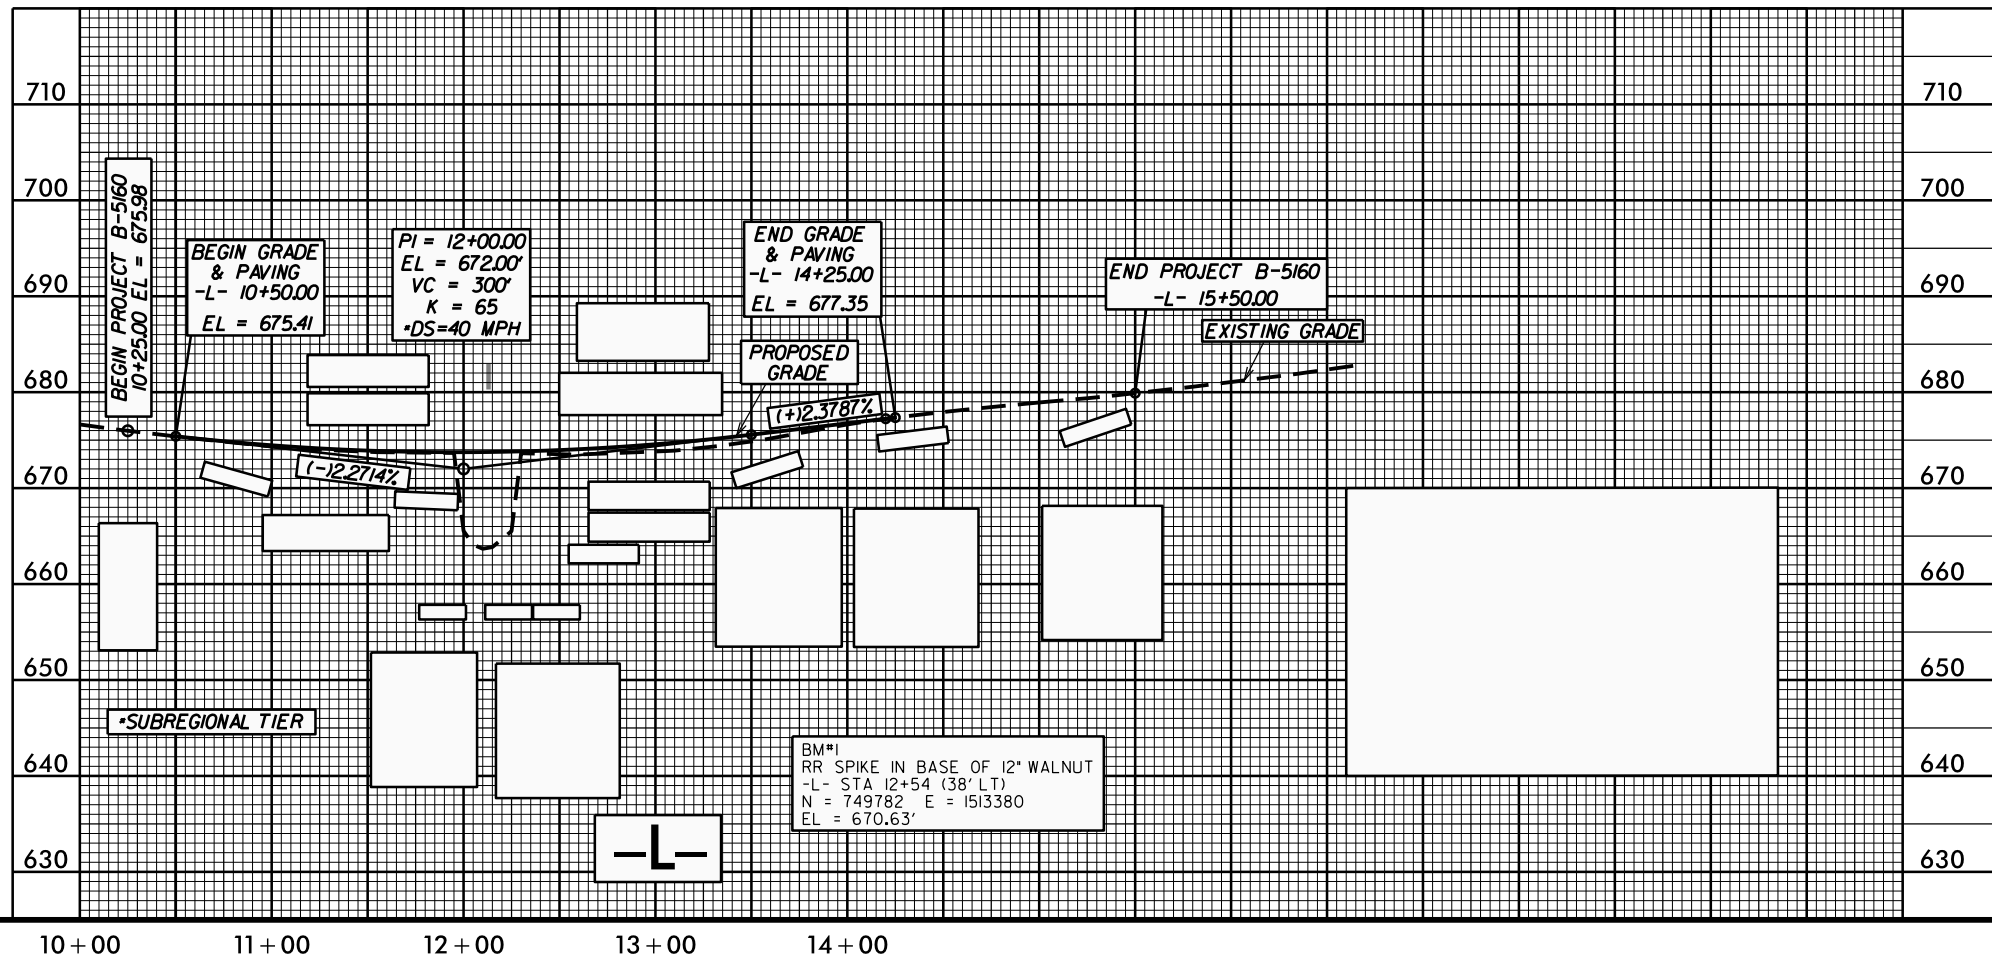 710
710
700
700
690
690
680
680
670
670
660
660
650
650
640
640
630
630
BEGIN PROJECT B-5160
10+25.00 EL = 675.98
BEGIN GRADE
& PAVING
-L- 10+50.00
EL = 675.41
PI = 12+00.00
EL = 672.00'
VC = 300'
K = 65
*DS=40 MPH
END GRADE
& PAVING
-L- 14+25.00
EL = 677.35
END PROJECT B-5160
-L- 15+50.00
EXISTING GRADE
PROPOSED
GRADE
(+)2.3787%
(-)2.2714%
*SUBREGIONAL TIER
BM#1
RR SPIKE IN BASE OF 12" WALNUT
-L- STA 12+54 (38' LT)
N = 749782 E = 1513380
EL = 670.63'
-L-
10+00
11+00
12+00
13+00
14+00